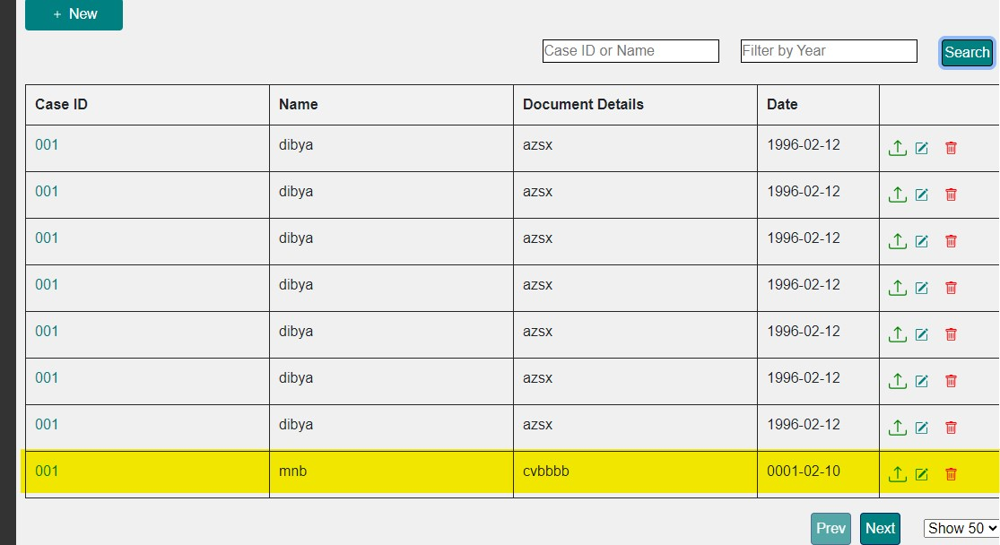 + New
Case ID or Name Filter by Year Search
Case ID Name Document Details Date
001 dibya azsx 1996-02-12
001 dibya azsx 1996-02-12
001 dibya azsx 1996-02-12
001 dibya azsx 1996-02-12
001 dibya azsx 1996-02-12
001 dibya azsx 1996-02-12
001 dibya azsx 1996-02-12
001 mnb cvbbbb 0001-02-10
Prev Next Show 50